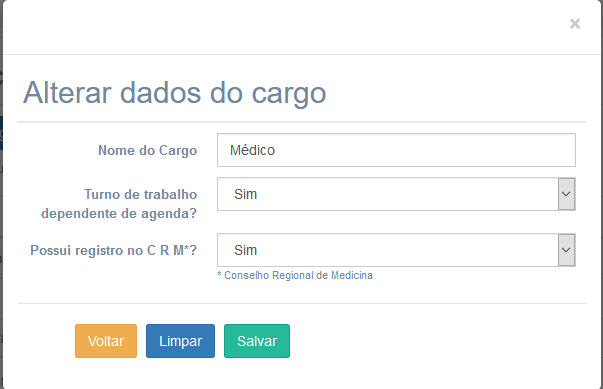 ×
Alterar dados do cargo
Nome do Cargo
Médico
Turno de trabalho
dependente de agenda?
Sim
Possui registro no C R M*?
Sim
* Conselho Regional de Medicina
Voltar
Limpar
Salvar